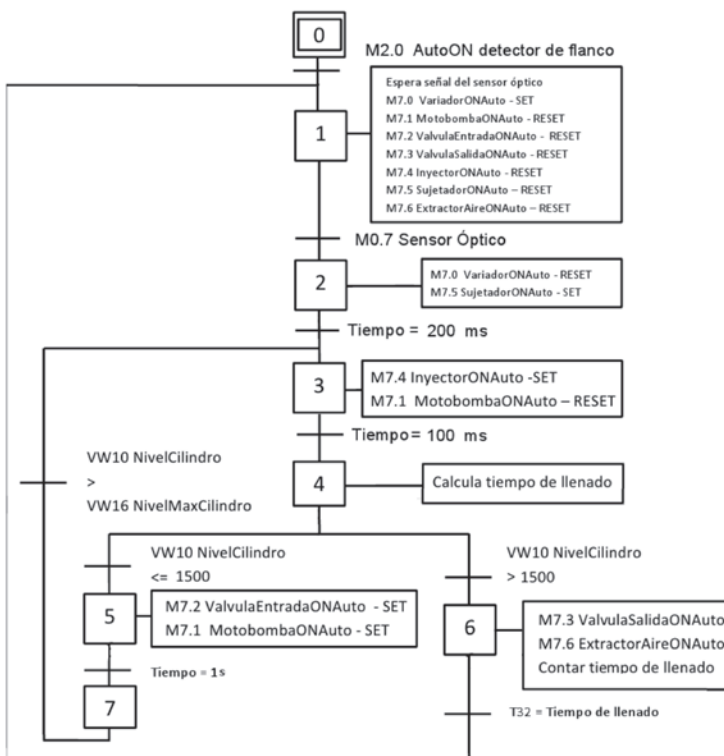 0
M2.0 AutoON detector de flanco
1
Espera señal del sensor óptico
M7.0 VariadorONAuto - SET
M7.1 MotobombaONAuto - RESET
M7.2 ValvulaEntradaONAuto - RESET
M7.3 ValvulaSalidaONAuto - RESET
M7.4 InyectorONAuto - RESET
M7.5 SujetadorONAuto – RESET
M7.6 ExtractorAireONAuto – RESET
M0.7 Sensor Óptico
2
M7.0 VariadorONAuto - RESET
M7.5 SujetadorONAuto - SET
Tiempo = 200 ms
3
M7.4 InyectorONAuto -SET
M7.1 MotobombaONAuto – RESET
Tiempo= 100 ms
VW10 NivelCilindro
>
VW16 NivelMaxCilindro
4
Calcula tiempo de llenado
VW10 NivelCilindro
<= 1500
VW10 NivelCilindro
> 1500
5
M7.2 ValvulaEntradaONAuto - SET
M7.1 MotobombaONAuto - SET
6
M7.3 ValvulaSalidaONAuto
M7.6 ExtractorAireONAuto
Contar tiempo de llenado
Tiempo = 1s
7
T32 = Tiempo de llenado